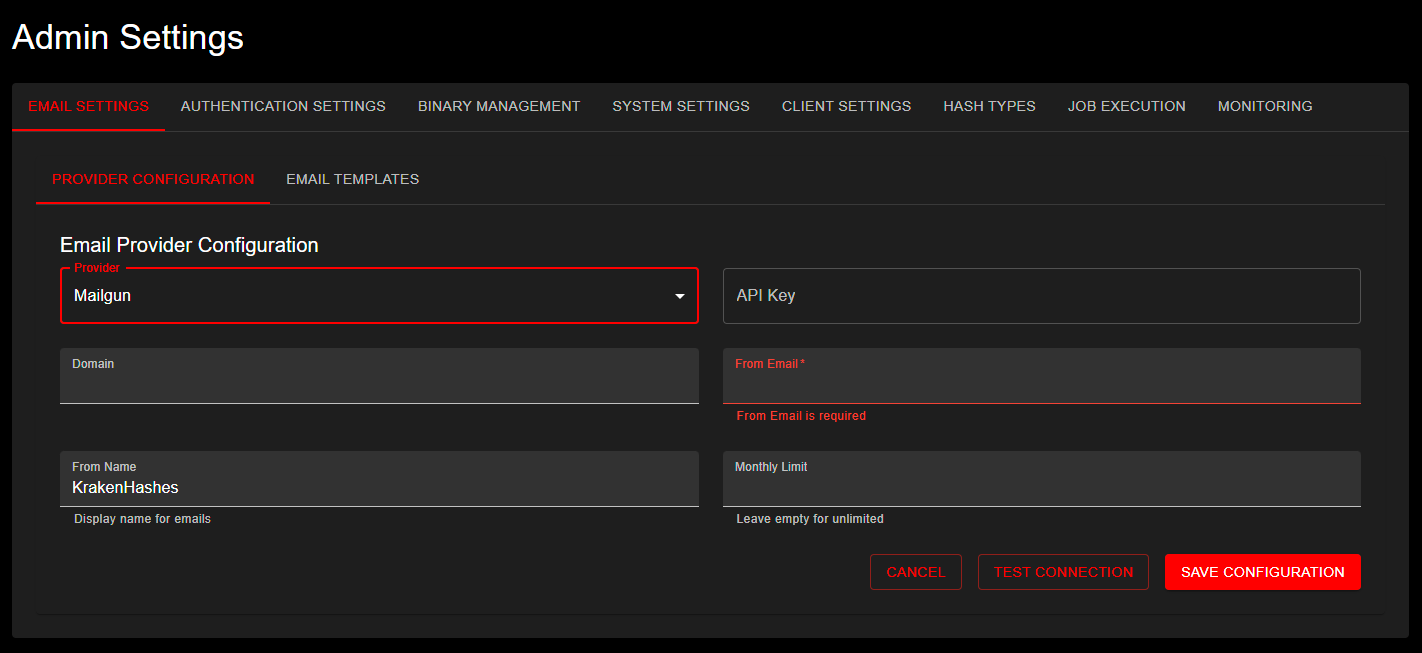 Admin Settings
EMAIL SETTINGS AUTHENTICATION SETTINGS BINARY MANAGEMENT SYSTEM SETTINGS CLIENT SETTINGS HASH TYPES JOB EXECUTION MONITORING
PROVIDER CONFIGURATION EMAIL TEMPLATES
Email Provider Configuration
Provider
Mailgun API Key
Domain From Email *
From Email is required
From Name Monthly Limit
KrakenHashes
Display name for emails Leave empty for unlimited
CANCEL TEST CONNECTION SAVE CONFIGURATION